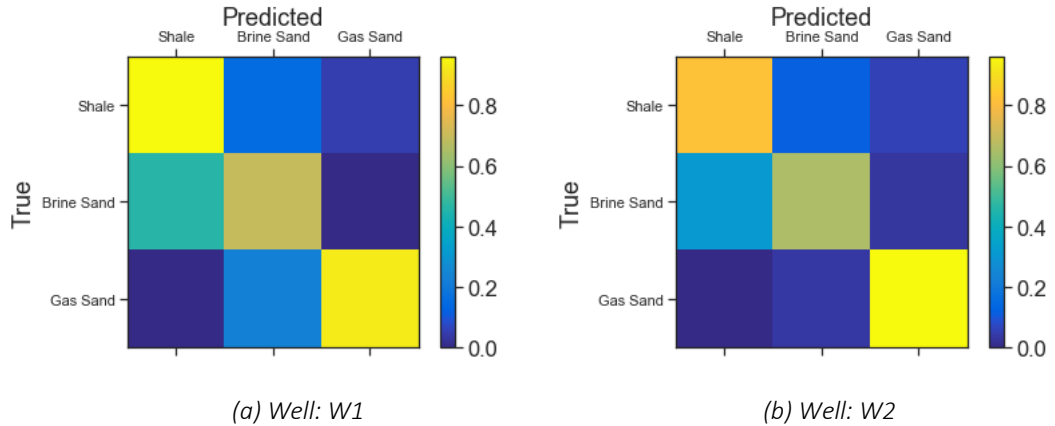 Predicted
Shale Brine Sand Gas Sand
Shale
Brine Sand
Gas Sand
True
0.8
0.6
0.4
0.2
0.0
(a) Well: W1
Predicted
Shale Brine Sand Gas Sand
Shale
Brine Sand
Gas Sand
True
0.8
0.6
0.4
0.2
0.0
(b) Well: W2